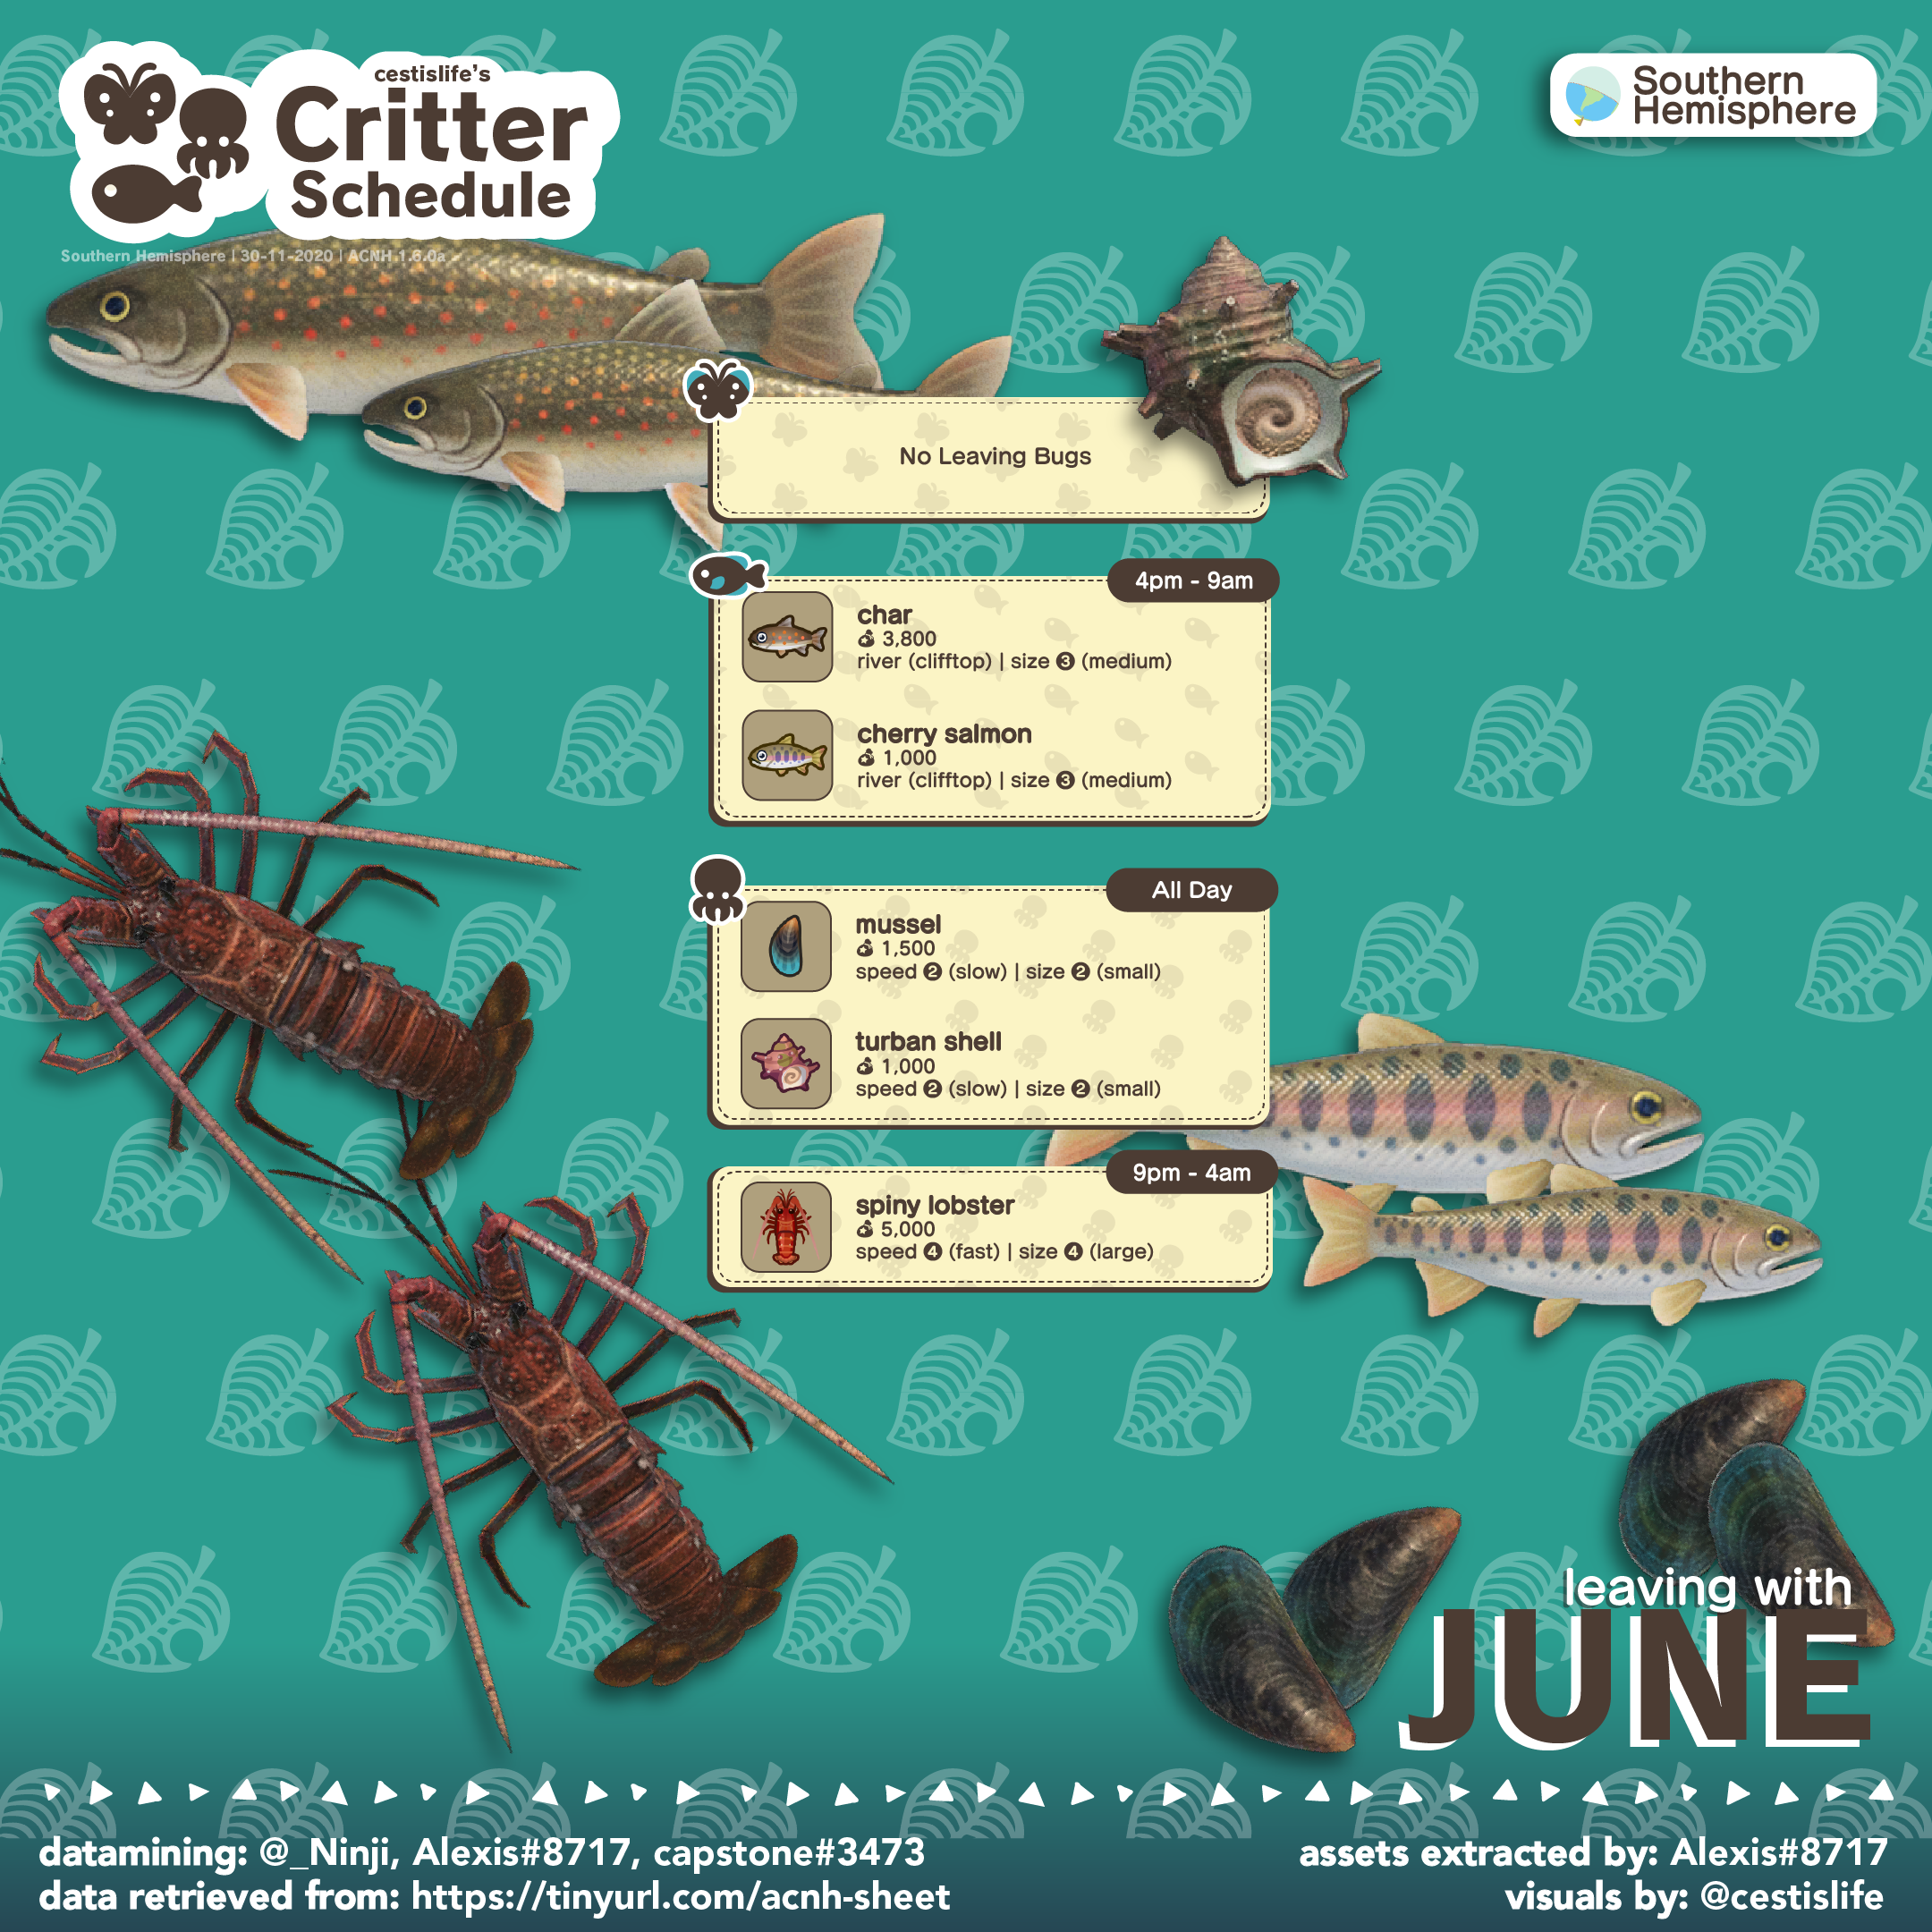 cestislife's
Critter
Schedule
Southern
Hemisphere
Southern Hemisphere | 30-11-2020 | ACNH 1.6.0a
No Leaving Bugs
4pm - 9am
char
3,800
river (clifftop) | size 3 (medium)
cherry salmon
1,000
river (clifftop) | size 3 (medium)
All Day
mussel
1,500
speed 2 (slow) | size 2 (small)
turban shell
1,000
speed 2 (slow) | size 2 (small)
9pm - 4am
spiny lobster
5,000
speed 4 (fast) | size 4 (large)
leaving with
JUNE
datamining: @_Ninji, Alexis#8717, capstone#3473
data retrieved from: https://tinyurl.com/acnh-sheet
assets extracted by: Alexis#8717
visuals by: @cestislife